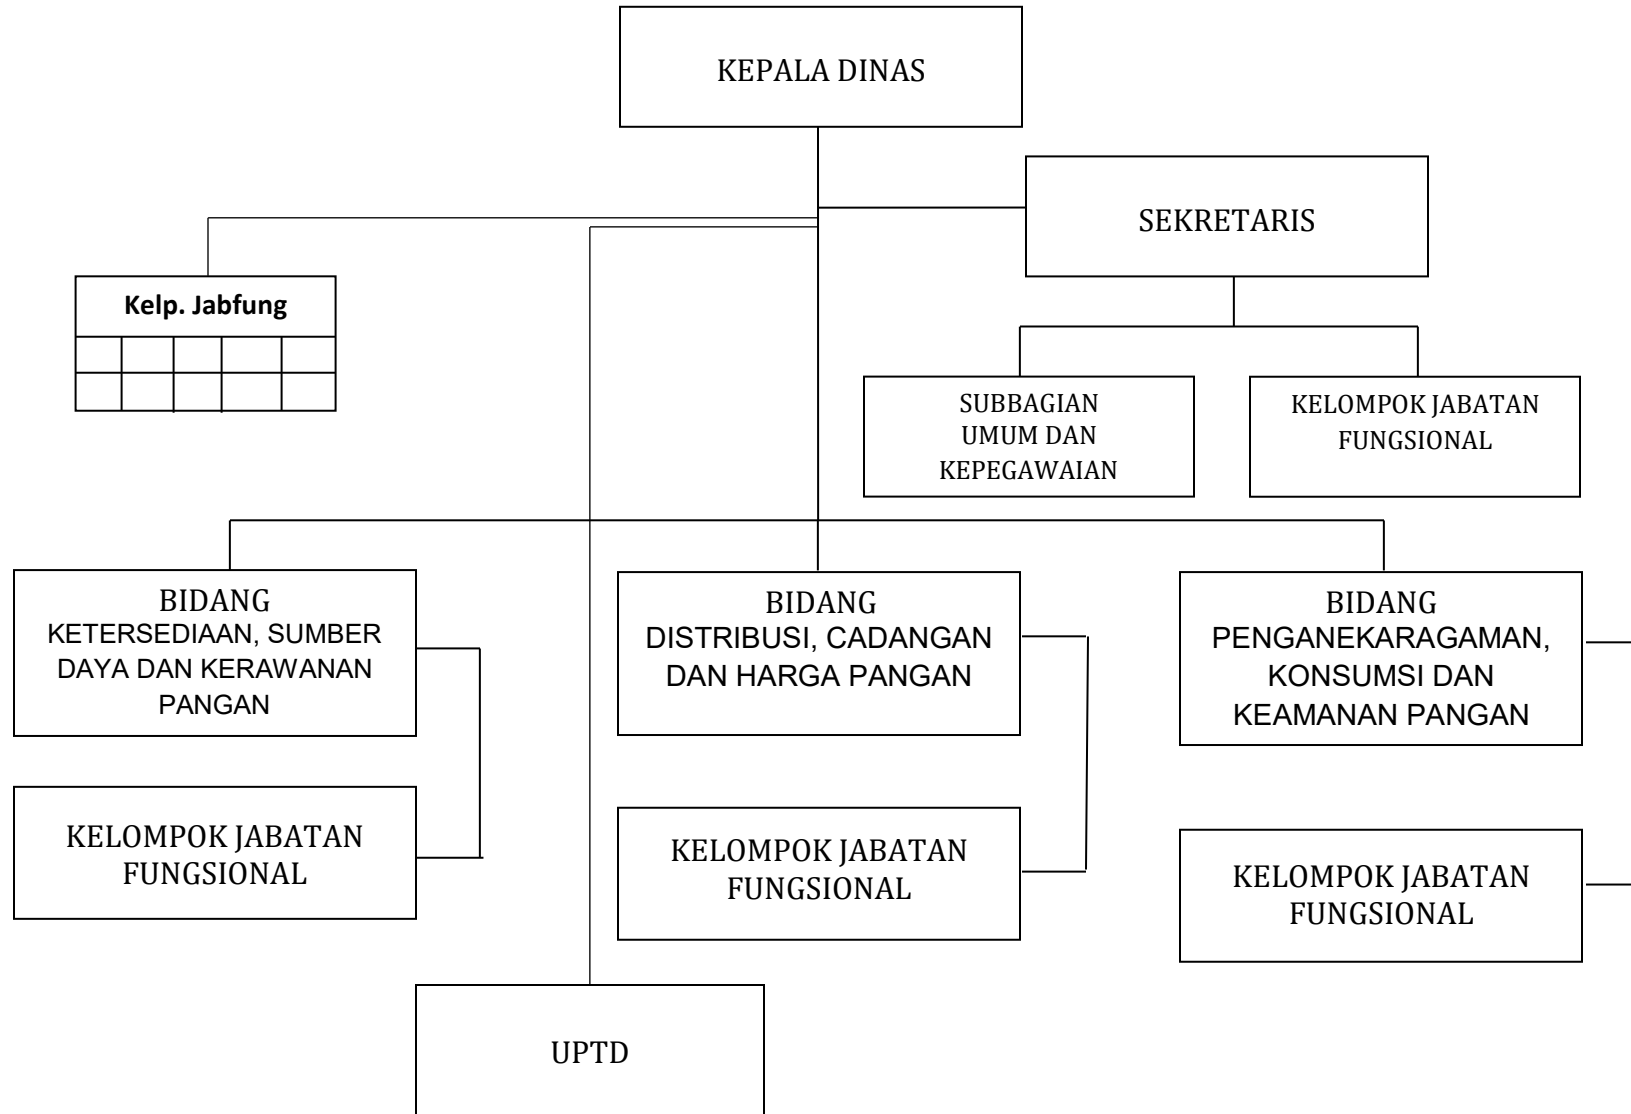 KEPALA DINAS
SEKRETARIS
Kelp. Jabfung
SUBBAGIAN
UMUM DAN
KEPEGAWAIAN
KELOMPOK JABATAN
FUNGSIONAL
BIDANG
KETERSEDIAAN, SUMBER
DAYA DAN KERAWANAN
PANGAN
BIDANG
DISTRIBUSI, CADANGAN
DAN HARGA PANGAN
BIDANG
PENGANEKARAGAMAN,
KONSUMSI DAN
KEAMANAN PANGAN
KELOMPOK JABATAN
FUNGSIONAL
KELOMPOK JABATAN
FUNGSIONAL
KELOMPOK JABATAN
FUNGSIONAL
UPTD